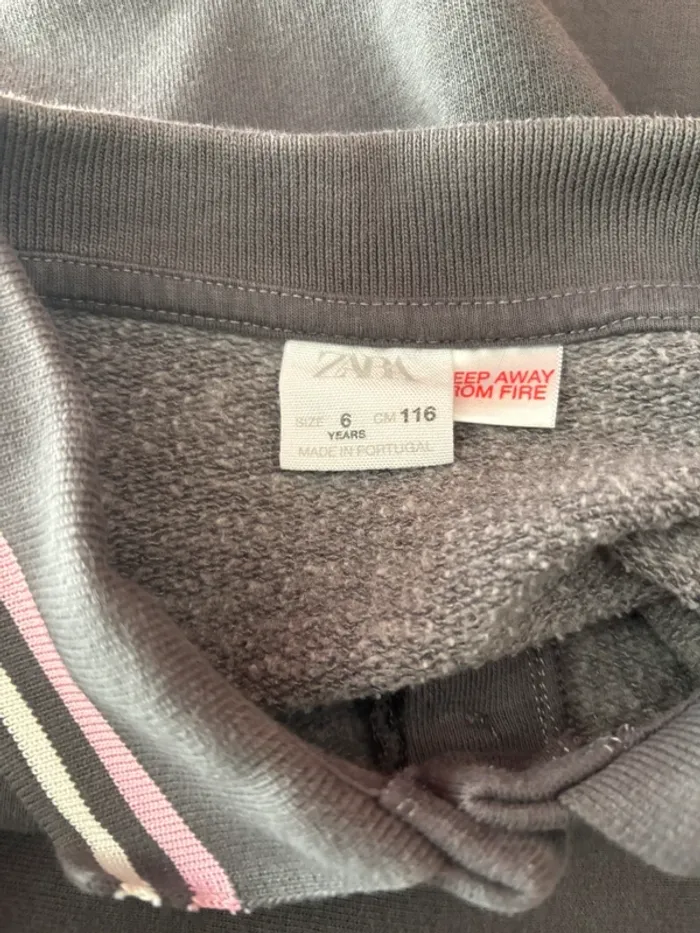 ZARA
SIZE 6 CM 116
YEARS
MADE IN PORTUGAL
EEP AWAY
ROM FIRE